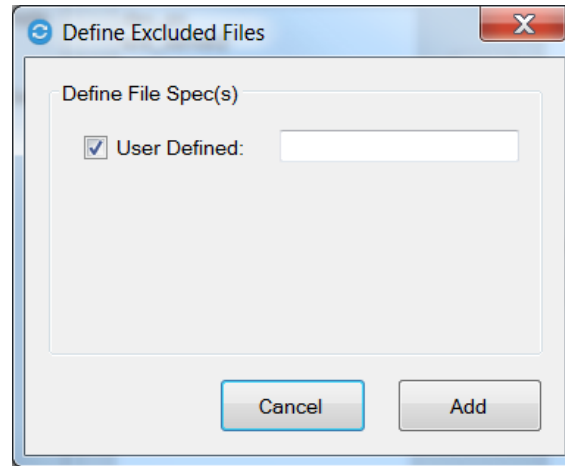 Define Excluded Files
Define File Spec(s)
User Defined:
Cancel
Add